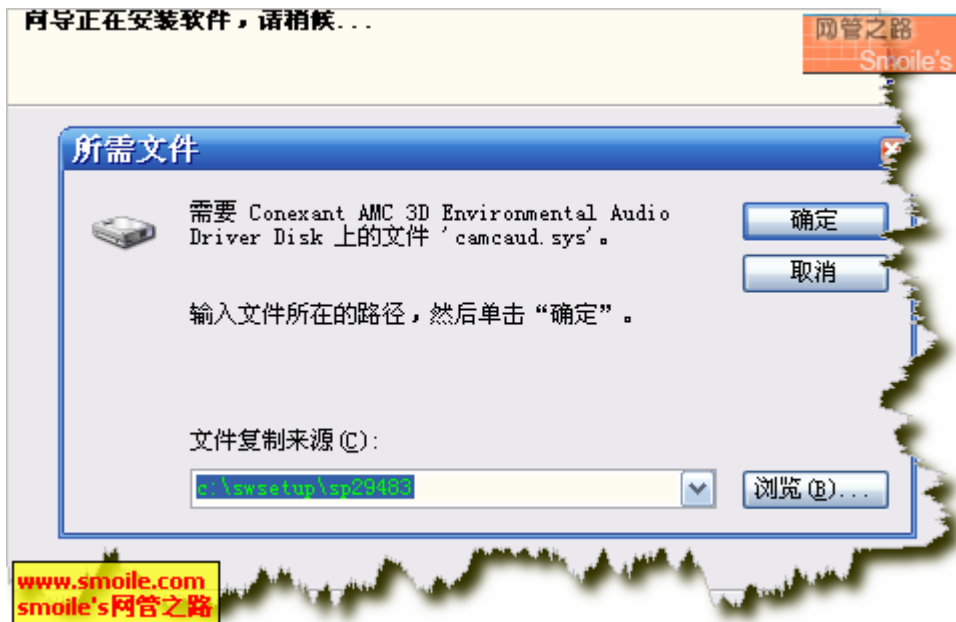 向导正在安装软件，请稍候...
网管之路
Smoile's
所需文件
需要 Conexant AMC 3D Environmental Audio
Driver Disk 上的文件 'camcaud.sys'。
确定
取消
输入文件所在的路径，然后单击“确定”。
文件复制来源(C):
c:\swsetup\sp29483
浏览(B)...
www.smoile.com
smoile's网管之路